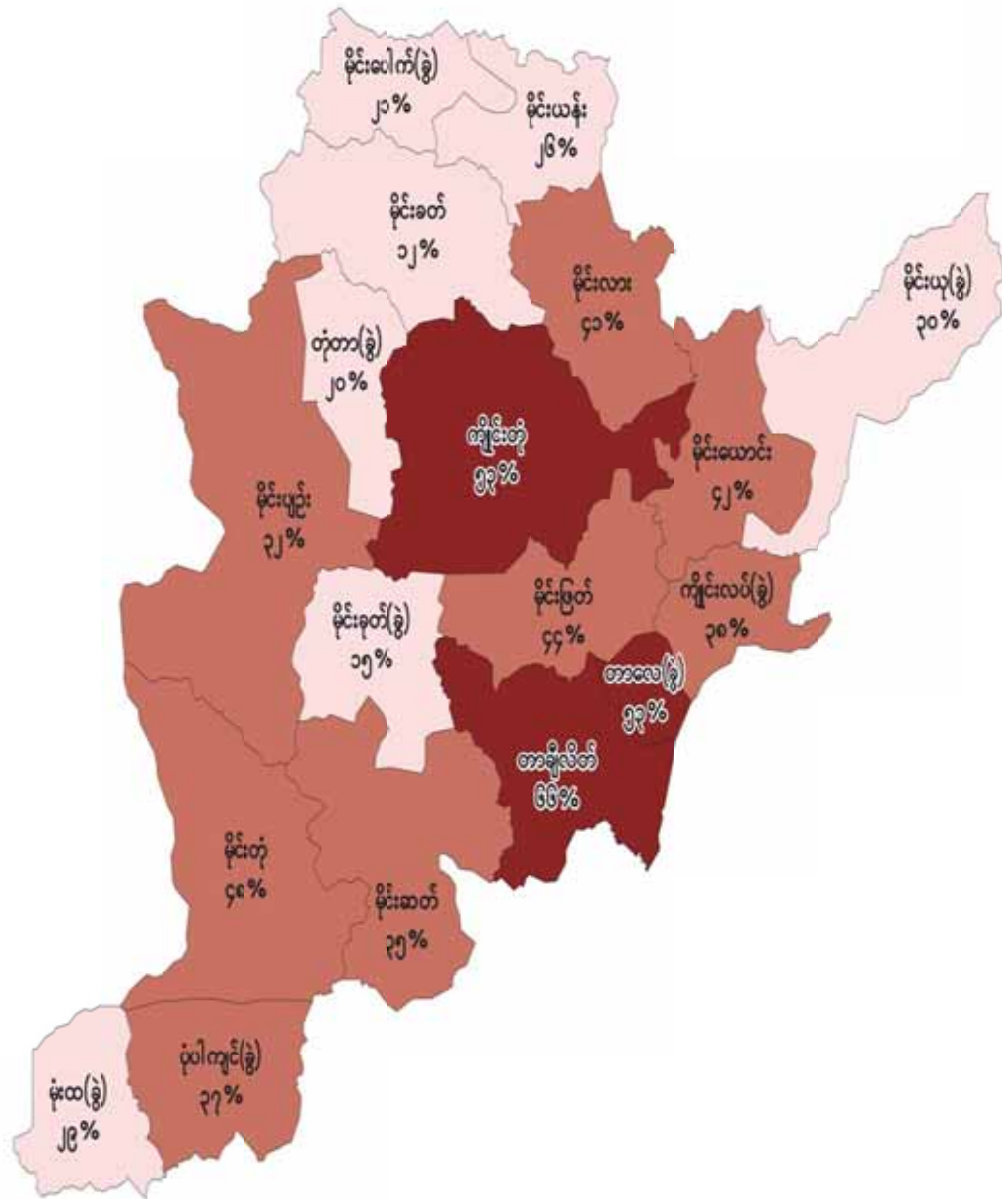 မိုင်းပေါက်(ခွဲ)
၂၁%
မိုင်းယန်း
၂၆%
မိုင်းခတ်
၁၂%
မိုင်းလား
၄၁%
မိုင်းယု(ခွဲ)
၃၀%
တုံတာ(ခွဲ)
၂၀%
ကျိုင်းတုံ
၅၃%
မိုင်းယောင်း
၄၂%
မိုင်းပျဉ်း
၃၂%
မိုင်းဖြတ်
၄၄%
ကျိုင်းလပ်(ခွဲ)
၃၈%
မိုင်းခုတ်(ခွဲ)
၁၅%
တာလေ(ခွဲ)
၅၃%
တာချီလိတ်
၆၆%
မိုင်းတုံ
၄၈%
မိုင်းဆတ်
၃၅%
ပုံပါကျင်(ခွဲ)
၃၇%
မုံးထ(ခွဲ)
၂၉%